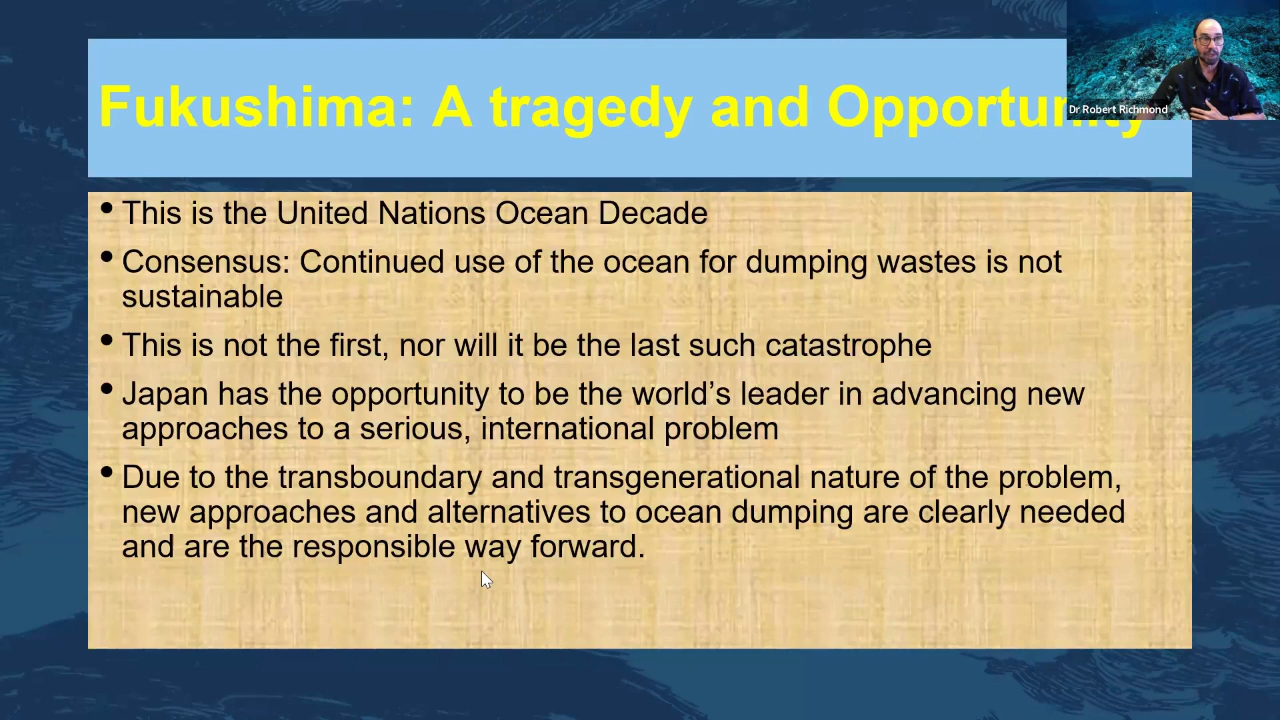 Fukushima: A tragedy and Opportunity
Dr Robert Richmond
• This is the United Nations Ocean Decade
• Consensus: Continued use of the ocean for dumping wastes is not
sustainable
• This is not the first, nor will it be the last such catastrophe
• Japan has the opportunity to be the world’s leader in advancing new
approaches to a serious, international problem
• Due to the transboundary and transgenerational nature of the problem,
new approaches and alternatives to ocean dumping are clearly needed
and are the responsible way forward.